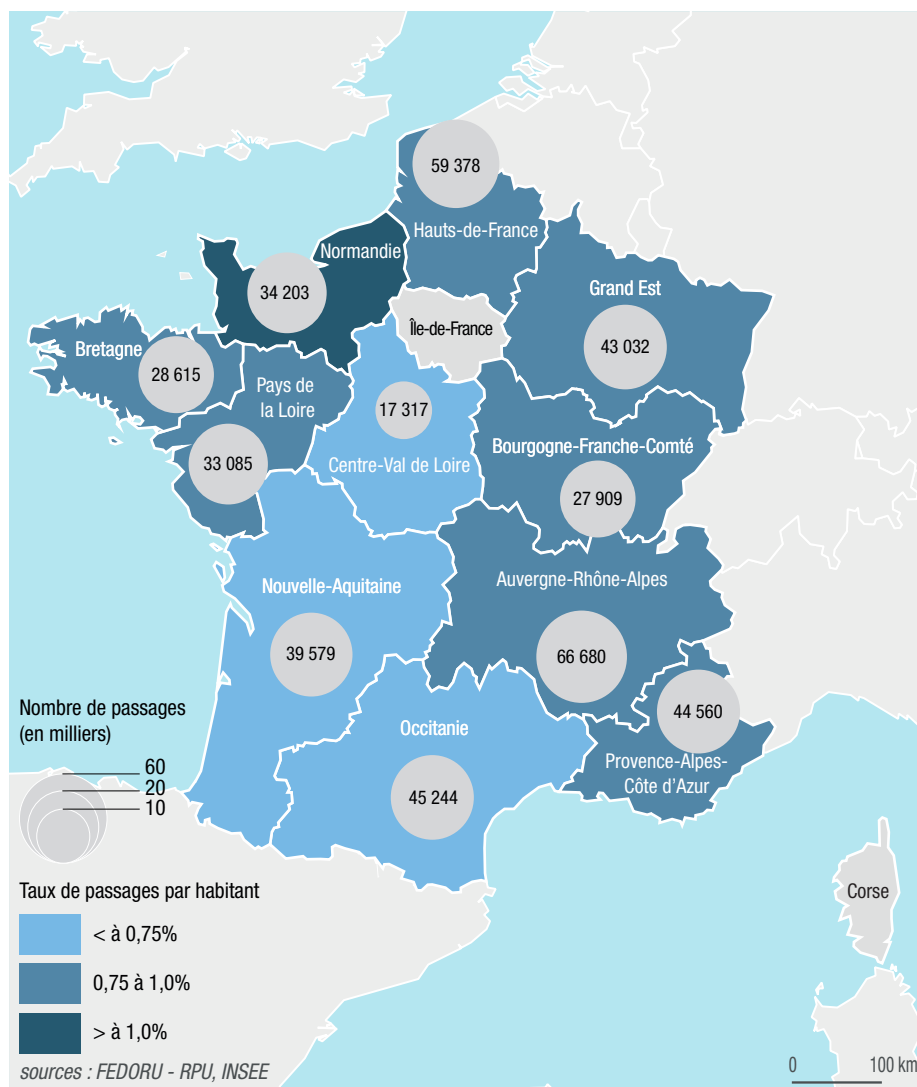 59 378
Hauts-de-France
Normandie
34 203
Grand Est
43 032
Île-de-France
Bretagne
28 615
Pays de
la Loire
33 085
17 317
Centre-Val de Loire
Bourgogne-Franche-Comté
27 909
Nouvelle-Aquitaine
39 579
Auvergne-Rhône-Alpes
66 680
44 560
Provence-Alpes-
Côte d'Azur
Occitanie
45 244
Corse
Nombre de passages
(en milliers)
60
20
10
Taux de passages par habitant
< à 0,75%
0,75 à 1,0%
> à 1,0%
sources : FEDORU - RPU, INSEE
0 100 km